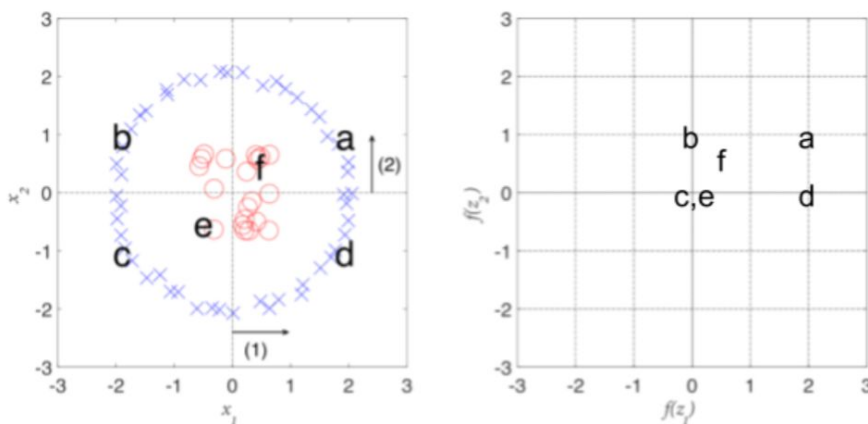 3
2
1
0
-1
-2
-3
x₂
b
a
f
(2)
e
c
d
(1)
-3 -2 -1 0 1 2 3
x₁
3
2
1
0
-1
-2
-3
f(z₂)
b a
f
c,e d
-3 -2 -1 0 1 2 3
f(z₁)